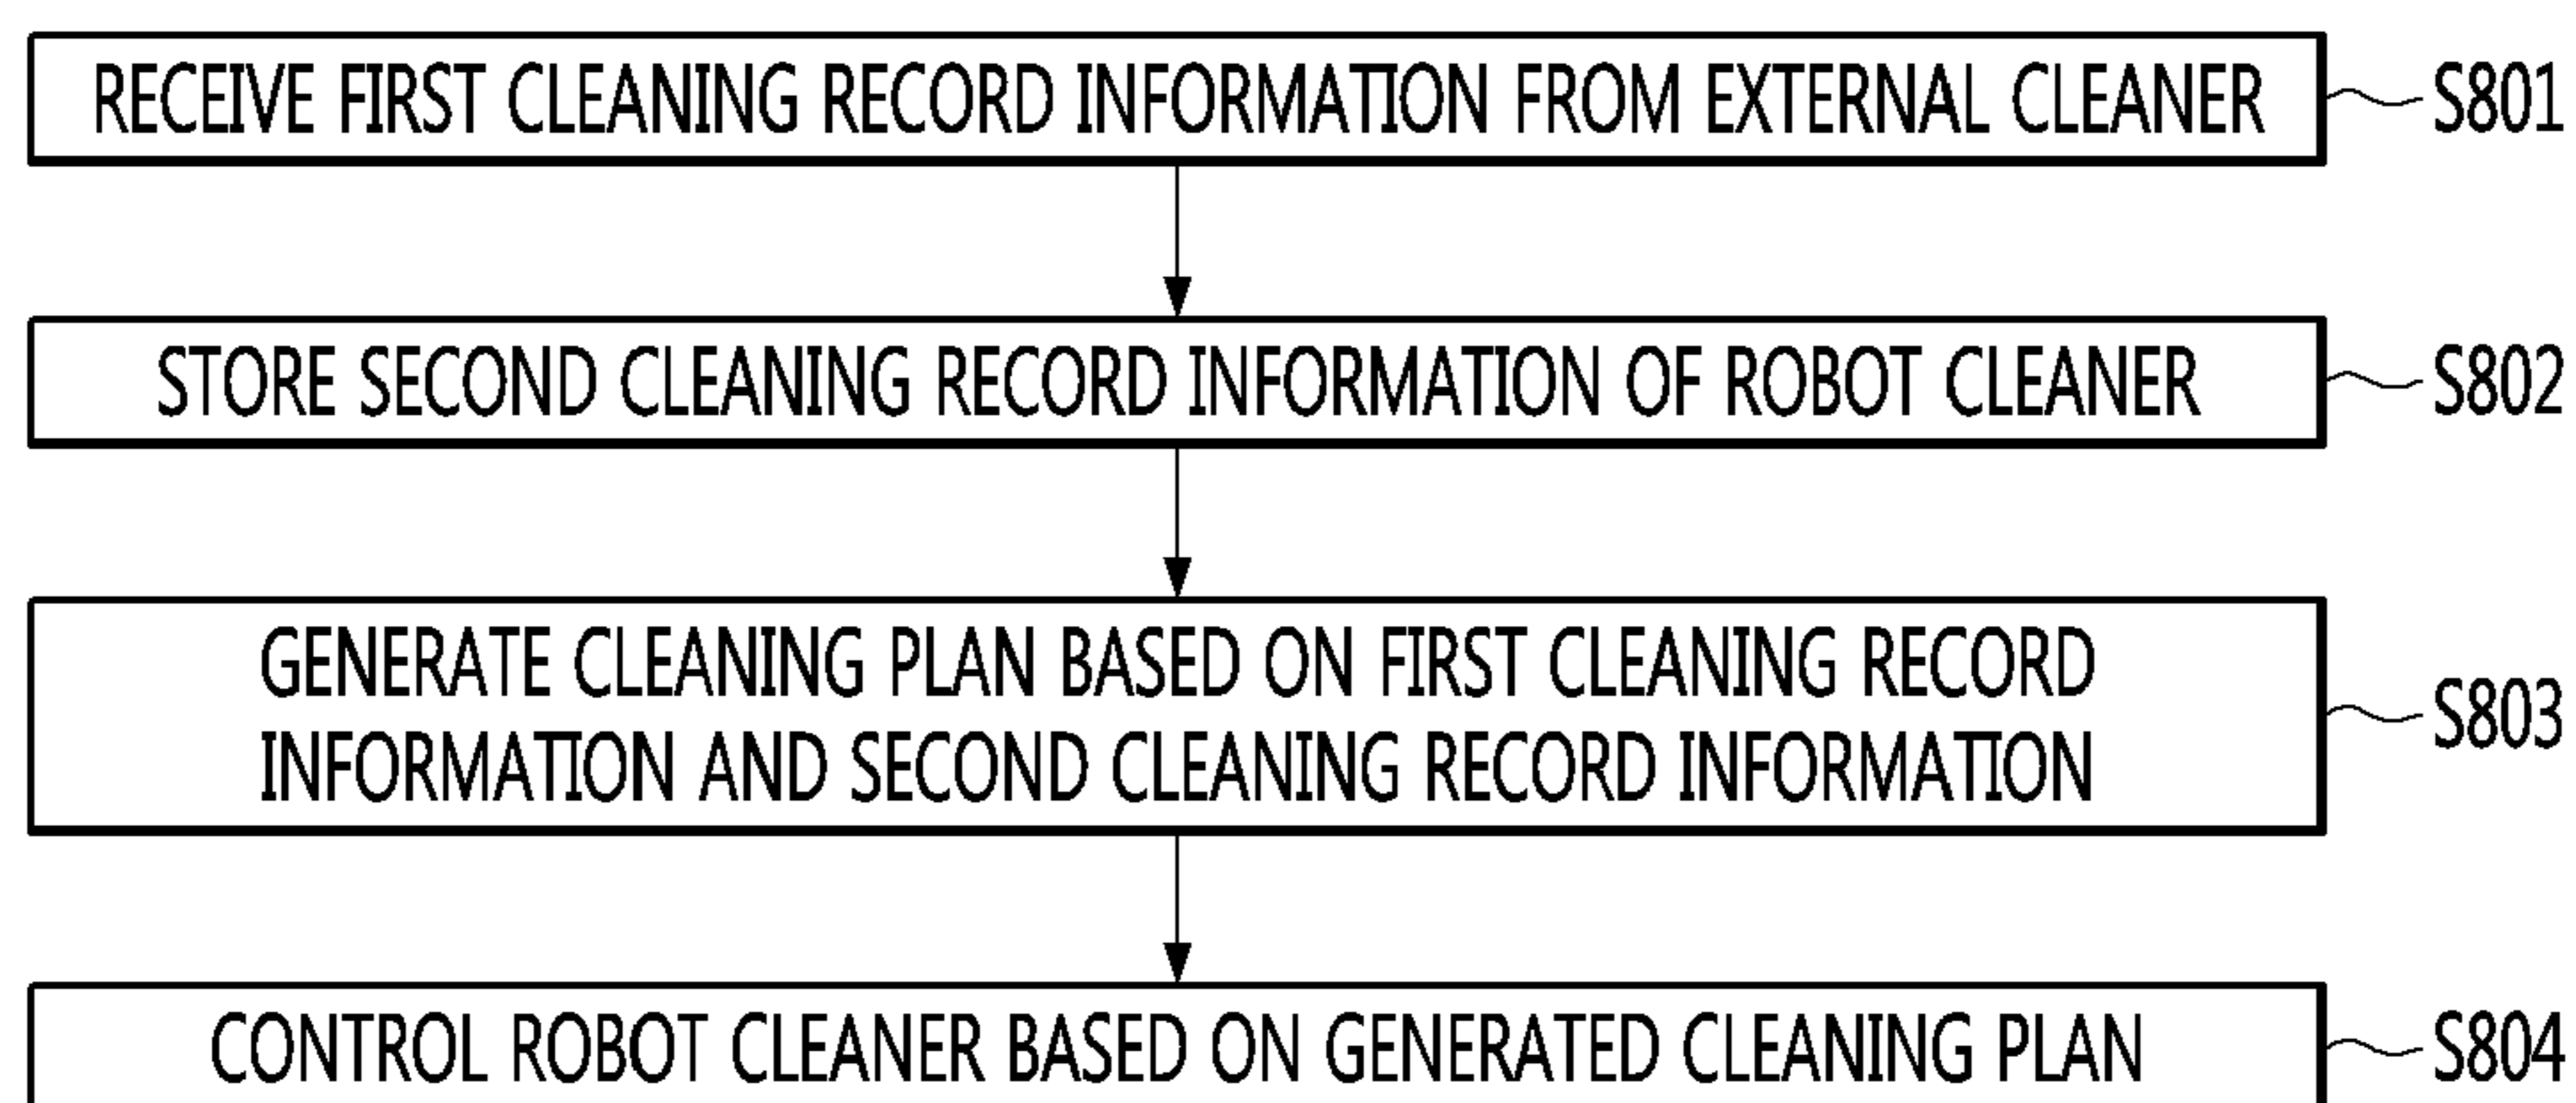 RECEIVE FIRST CLEANING RECORD INFORMATION FROM EXTERNAL CLEANER
S801
STORE SECOND CLEANING RECORD INFORMATION OF ROBOT CLEANER
S802
GENERATE CLEANING PLAN BASED ON FIRST CLEANING RECORD
INFORMATION AND SECOND CLEANING RECORD INFORMATION
S803
CONTROL ROBOT CLEANER BASED ON GENERATED CLEANING PLAN
S804